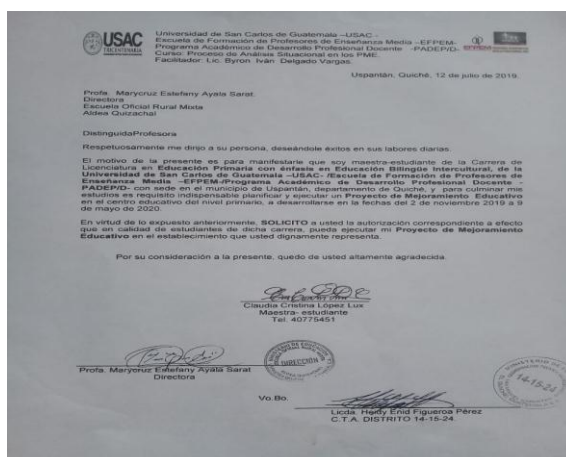 USAC
TRICENTENARIA
Universidad de San Carlos de Guatemala –USAC -
Escuela de Formación de Profesores de Enseñanza Media –EFPEM-
Programa Académico de Desarrollo Profesional Docente -PADEP/D-
Curso: Proceso de Análisis Situacional en los PME.
Facilitador: Lic. Byron Iván Delgado Vargas.
Uspantán, Quiché, 12 de julio de 2019.
Profa. Marycruz Estefany Ayala Sarat
Directora
Escuela Oficial Rural Mixta
Aldea Quizachal
DistinguidaProfesora
Respetuosamente me dirijo a su persona, deseándole éxitos en sus labores diarias.
El motivo de la presente es para manifestarle que soy maestra-estudiante de la Carrera de
Licenciatura en Educación Primaria con énfasis en Educación Bilingüe Intercultural, de la
Universidad de San Carlos de Guatemala –USAC- /Escuela de Formación de Profesores de
Enseñanza Media –EFPEM-/Programa Académico de Desarrollo Profesional Docente -
PADEP/D- con sede en el municipio de Uspantán, departamento de Quiché, y para culminar mis
estudios es requisito indispensable planificar y ejecutar un Proyecto de Mejoramiento Educativo
en el centro educativo del nivel primario, a desarrollarse en la fechas del 2 de noviembre 2019 a 9
de mayo de 2020.
En virtud de lo expuesto anteriormente, SOLICITO a usted la autorización correspondiente a efecto
que en calidad de estudiantes de dicha carrera, pueda ejecutar mi Proyecto de Mejoramiento
Educativo en el establecimiento que usted dignamente representa.
Por su consideración a la presente, quedo de usted altamente agradecida.
Claudia Cristina López Lux
Maestra- estudiante
Tel. 40775451
DIRECCIÓN
Profa. Marycruz Estefany Ayala Sarat
Directora
14-15-24
Vo.Bo.
Licda. Heidy Enid Figueroa Pérez
C.T.A. DISTRITO 14-15-24